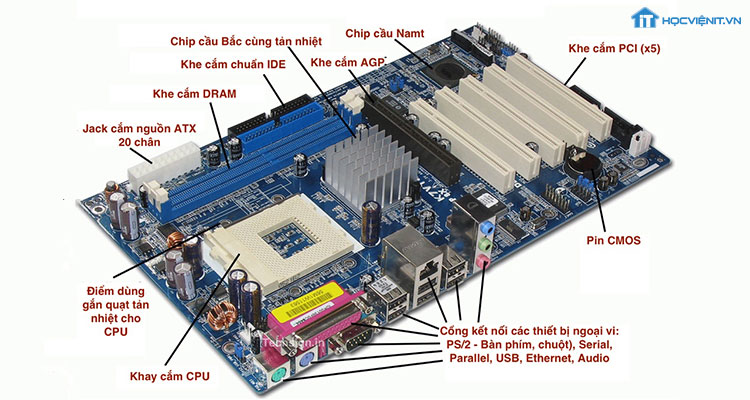 HỌCVIỆNIT.VN
Chip cầu Bắc cùng tản nhiệt
Chip cầu Namt
Khe cắm PCI (x5)
Khe cắm chuẩn IDE
Khe cắm AGP
Khe cắm DRAM
Jack cắm nguồn ATX
20 chân
K7V
Pin CMOS
Điểm dùng
gắn quạt tản
nhiệt cho
CPU
Cổng kết nối các thiết bị ngoại vi:
PS/2 - Bàn phím, chuột), Serial,
Parallel, USB, Ethernet, Audio
Khay cắm CPU